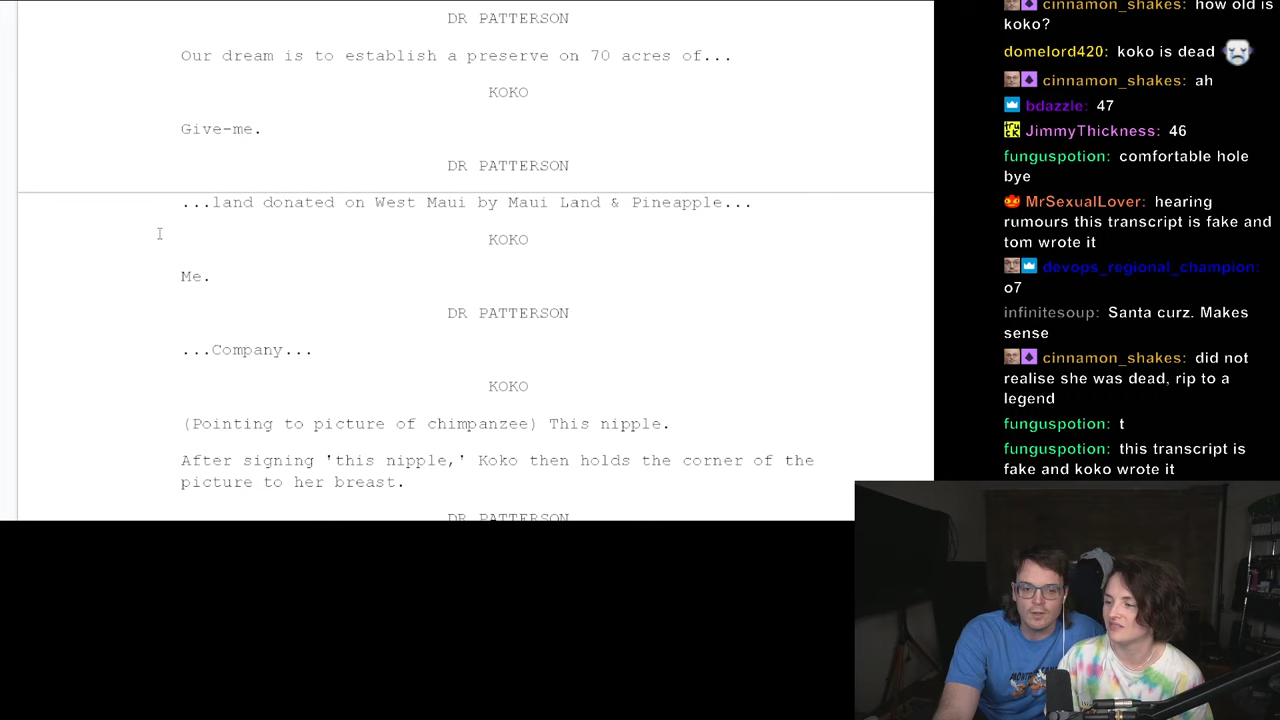 DR PATTERSON
Our dream is to establish a preserve on 70 acres of...
KOKO
Give-me.
DR PATTERSON
...land donated on West Maui by Maui Land & Pineapple...
KOKO
Me.
DR PATTERSON
...Company...
KOKO
(Pointing to picture of chimpanzee) This nipple.
After signing 'this nipple,' Koko then holds the corner of the
picture to her breast.
DR PATTERSON
cinnamon_shakes: how old is
koko?
domelord420: koko is dead
cinnamon_shakes: ah
bdazzle: 47
JimmyThickness: 46
funguspotion: comfortable hole
bye
MrSexualLover: hearing
rumours this transcript is fake and
tom wrote it
devops_regional_champion:
o7
infinitesoup: Santa curz. Makes
sense
cinnamon_shakes: did not
realise she was dead, rip to a
legend
funguspotion: t
funguspotion: this transcript is
fake and koko wrote it